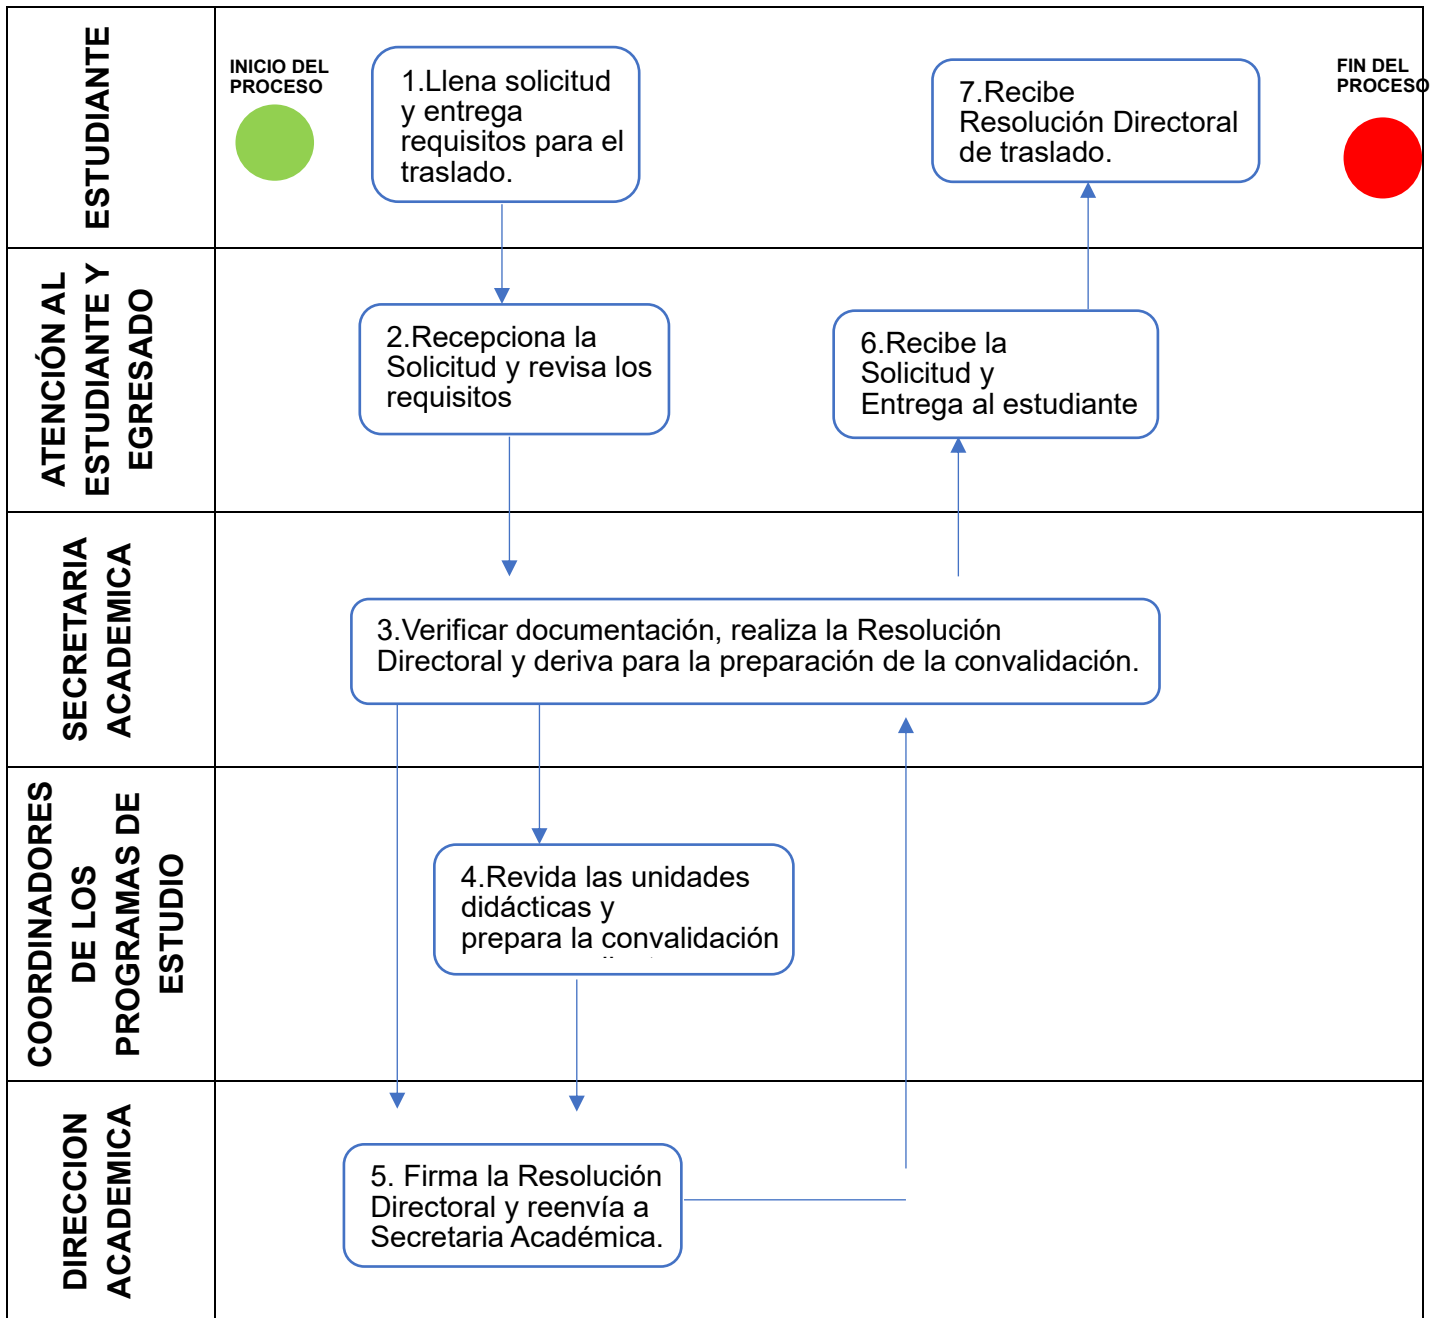 ESTUDIANTE
INICIO DEL
PROCESO
1.Llena solicitud
y entrega
requisitos para el
traslado.
7.Recibe
Resolución Directoral
de traslado.
FIN DEL
PROCESO
ATENCIÓN AL
ESTUDIANTE Y
EGRESADO
2.Recepciona la
Solicitud y revisa los
requisitos
6.Recibe la
Solicitud y
Entrega al estudiante
SECRETARIA
ACADEMICA
3.Verificar documentación, realiza la Resolución
Directoral y deriva para la preparación de la convalidación.
COORDINADORES
DE LOS
PROGRAMAS DE
ESTUDIO
4.Revida las unidades
didácticas y
prepara la convalidación
DIRECCION
ACADEMICA
5. Firma la Resolución
Directoral y reenvía a
Secretaria Académica.